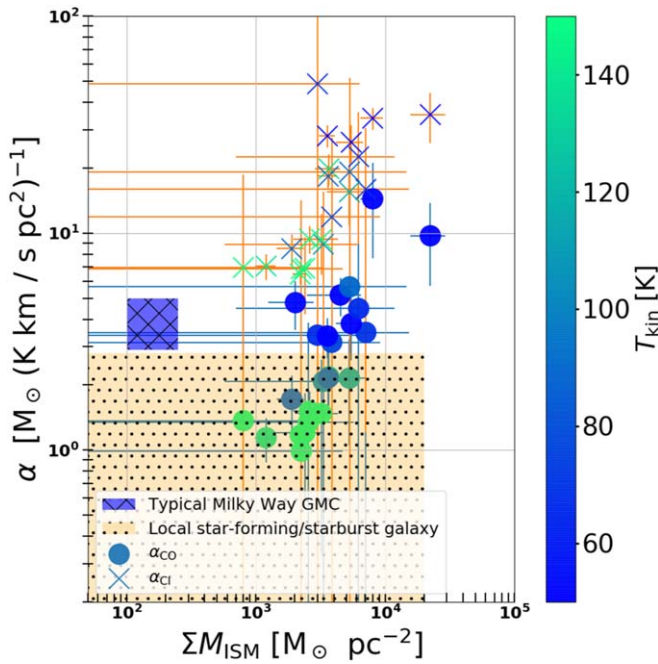 10²
10¹
10⁰
α [M☉ (K km / s pc²)⁻¹]
Typical Milky Way GMC
Local star-forming/starburst galaxy
αCO
αCI
10² 10³ 10⁴ 10⁵
ΣMISM [M☉ pc⁻²]
140
120
100
80
60
Tkin [K]